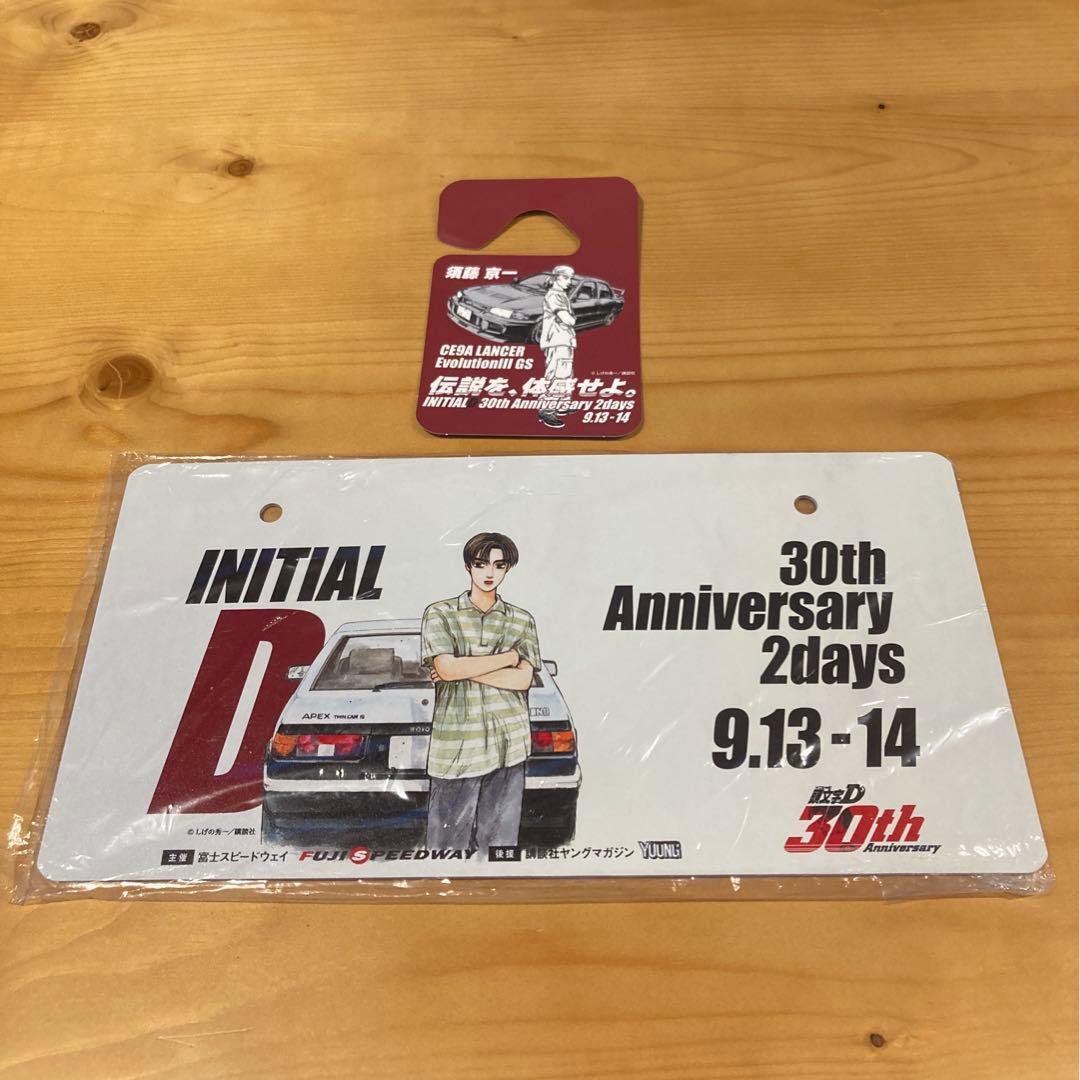 須藤 京一
CE9A LANCER
EvolutionIII GS
© しげの秀一／講談社
伝説を、体感せよ。
INITIAL D 30th Anniversary 2days
9.13-14
INITIAL
D
30th
Anniversary
2days
9.13-14
APEX TWIN CAM 16
© しげの秀一／講談社
頭文字D
30th
Anniversary
主催 富士スピードウェイ FUJI SPEEDWAY 後援 講談社ヤングマガジン